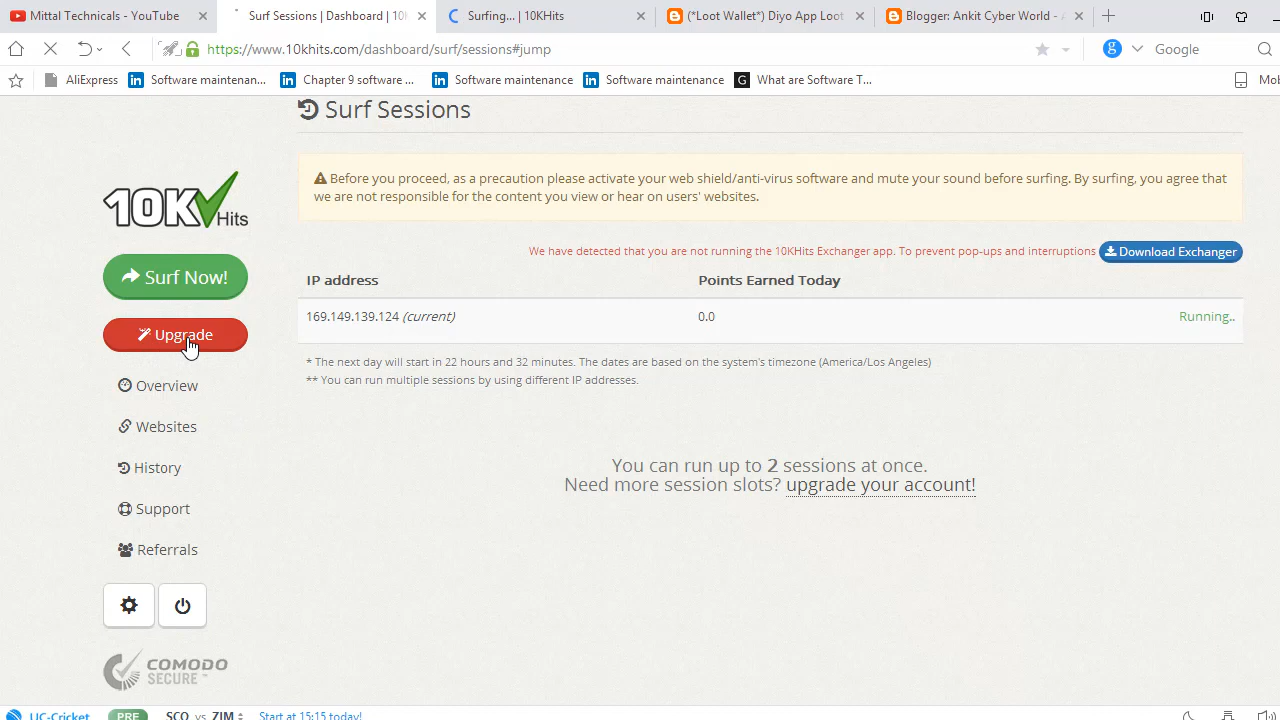 Mittal Technicals - YouTube
Surf Sessions | Dashboard | 10
Surfing... | 10KHits
(*Loot Wallet*) Diyo App Loot
Blogger: Ankit Cyber World -
https://www.10khits.com/dashboard/surf/sessions#jump
Google
AliExpress
Software maintenan...
Chapter 9 software ...
Software maintenance
Software maintenance
G What are Software T...
Surf Sessions
Before you proceed, as a precaution please activate your web shield/anti-virus software and mute your sound before surfing. By surfing, you agree that
we are not responsible for the content you view or hear on users' websites.
10K Hits
We have detected that you are not running the 10KHits Exchanger app. To prevent pop-ups and interruptions
Download Exchanger
Surf Now!
IP address
Points Earned Today
169.149.139.124 (current)
0.0
Running..
Upgrade
* The next day will start in 22 hours and 32 minutes. The dates are based on the system's timezone (America/Los Angeles)
** You can run multiple sessions by using different IP addresses.
Overview
Websites
History
Support
Referrals
You can run up to 2 sessions at once.
Need more session slots? upgrade your account!
COMODO
SECURE™
UC-Cricket
PRE
SCO vs ZIM
Start at 15:15 today!